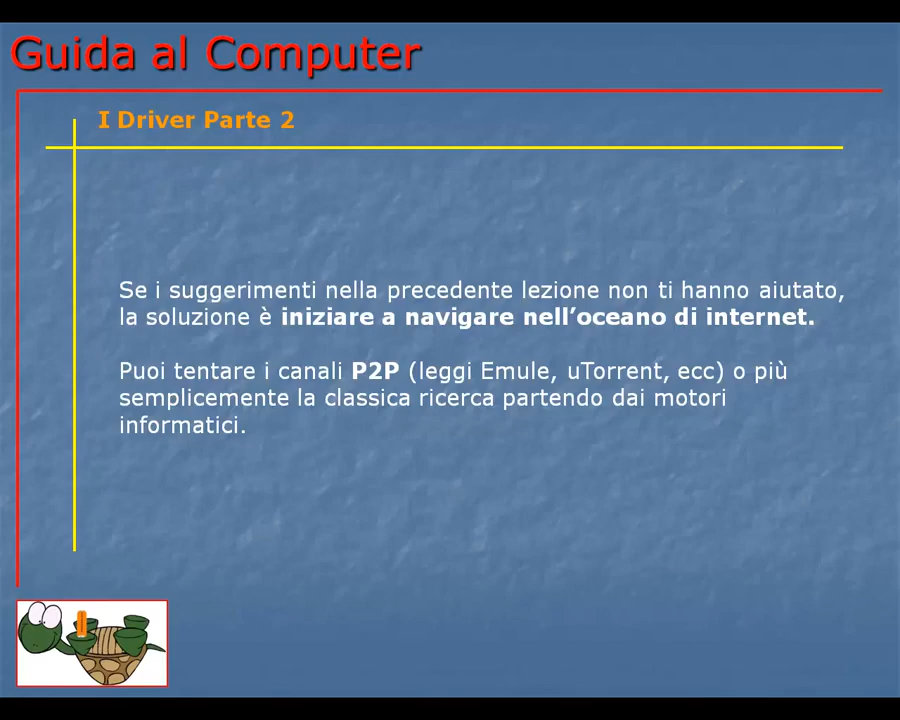 Guida al Computer
I Driver Parte 2
Se i suggerimenti nella precedente lezione non ti hanno aiutato,
la soluzione è iniziare a navigare nell’oceano di internet.
Puoi tentare i canali P2P (leggi Emule, uTorrent, ecc) o più
semplicemente la classica ricerca partendo dai motori
informatici.